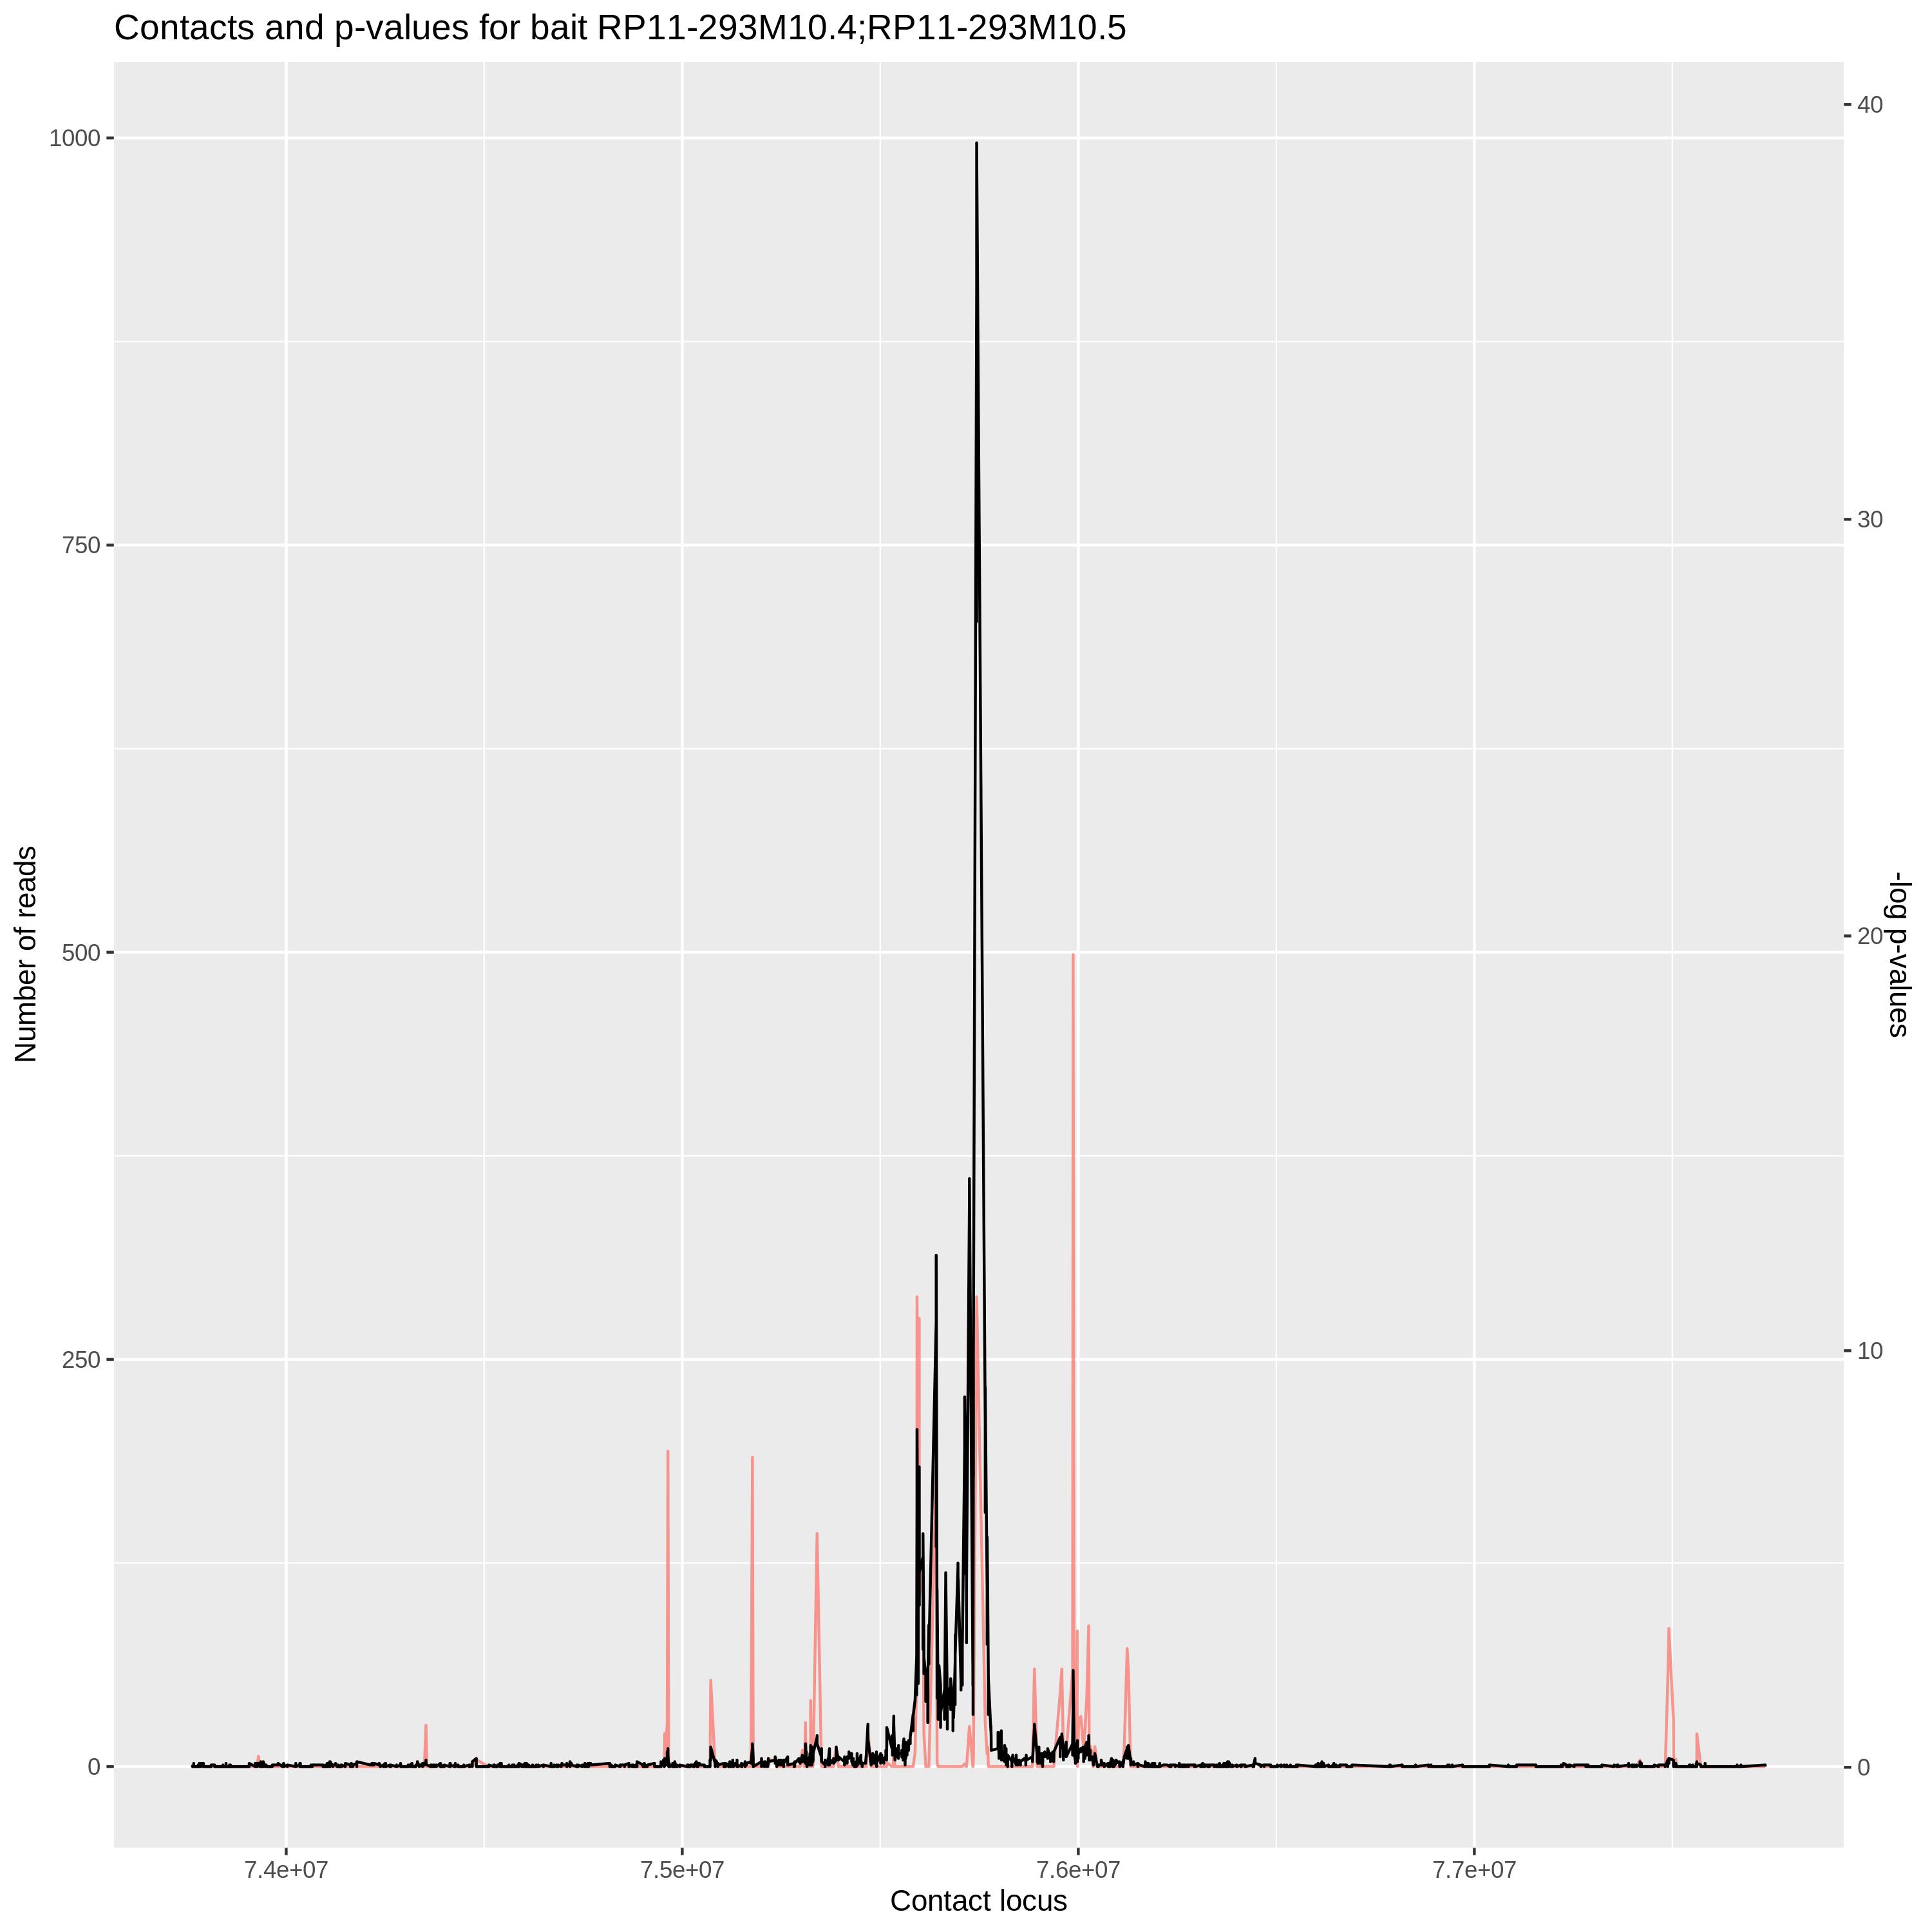 Contacts and p-values for bait RP11-293M10.4;RP11-293M10.5
Number of reads
1000
750
500
250
0
40
30
20
10
0
-log p-values
7.4e+07 7.5e+07 7.6e+07 7.7e+07
Contact locus